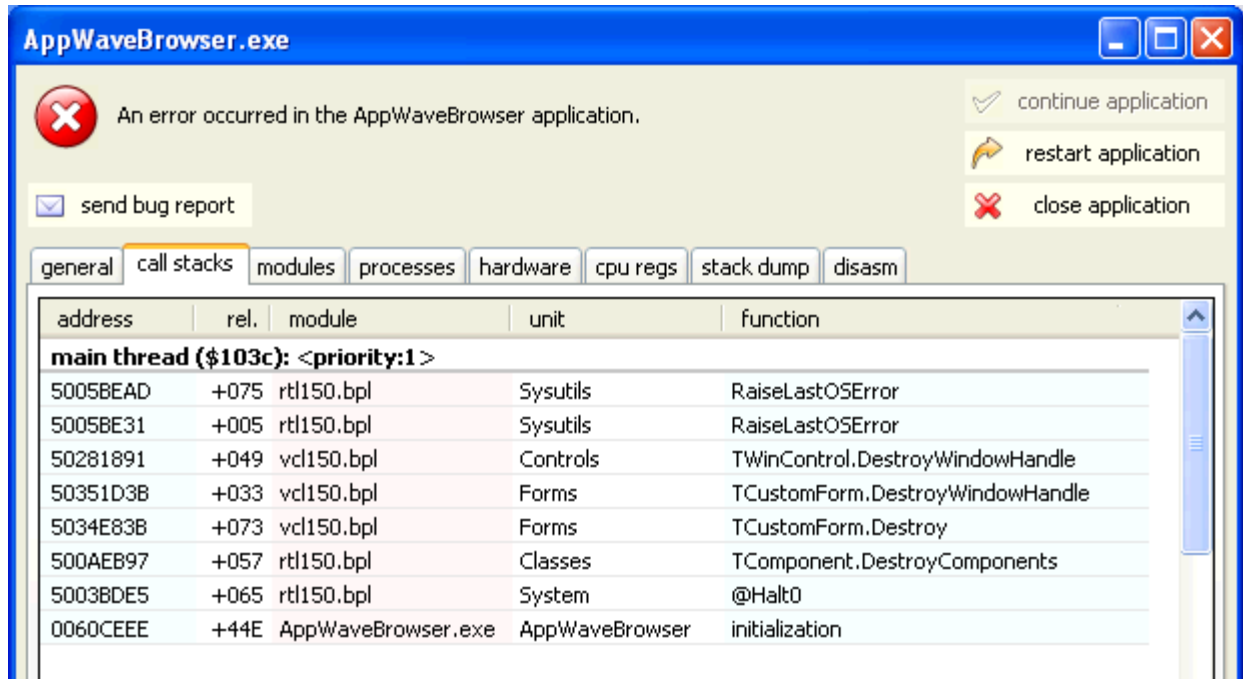 AppWaveBrowser.exe
An error occurred in the AppWaveBrowser application.
continue application
restart application
send bug report
close application
general call stacks modules processes hardware cpu regs stack dump disasm
address rel. module unit function
main thread ($103c): <priority:1>
5005BEAD +075 rtl150.bpl Sysutils RaiseLastOSError
5005BE31 +005 rtl150.bpl Sysutils RaiseLastOSError
50281891 +049 vcl150.bpl Controls TWinControl.DestroyWindowHandle
50351D3B +033 vcl150.bpl Forms TCustomForm.DestroyWindowHandle
5034E83B +073 vcl150.bpl Forms TCustomForm.Destroy
500AEB97 +057 rtl150.bpl Classes TComponent.DestroyComponents
5003BDE5 +065 rtl150.bpl System @Halt0
0060CEEE +44E AppWaveBrowser.exe AppWaveBrowser initialization